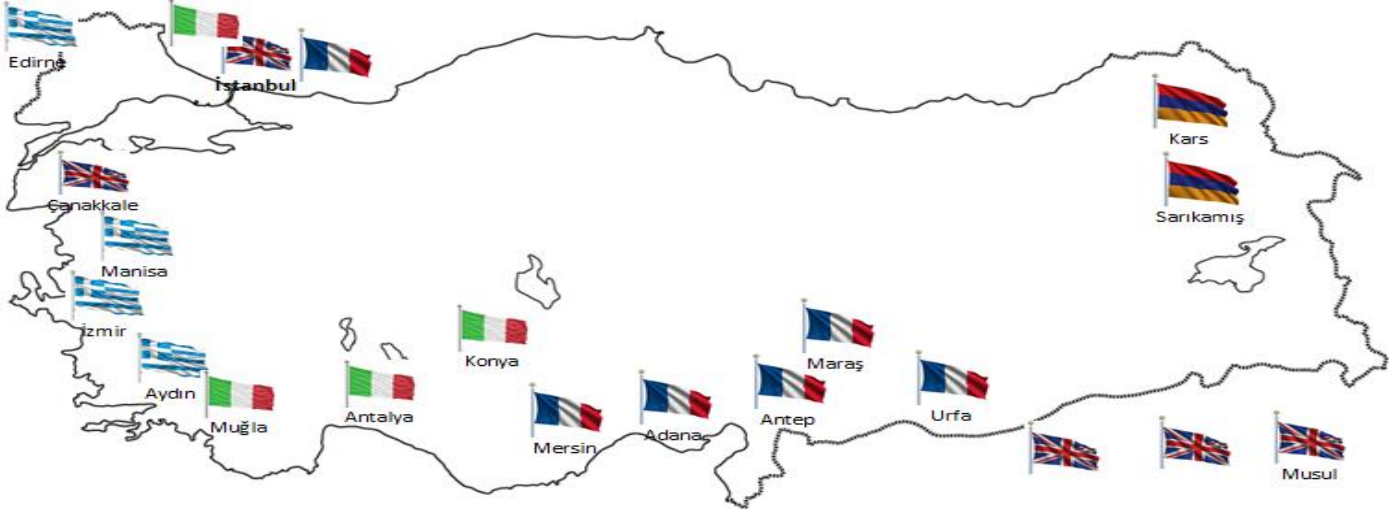 Edirne
İstanbul
Kars
Sarıkamış
Çanakkale
Manisa
İzmir
Konya
Maraş
Aydın
Muğla
Antalya
Mersin
Adana
Antep
Urfa
Musul